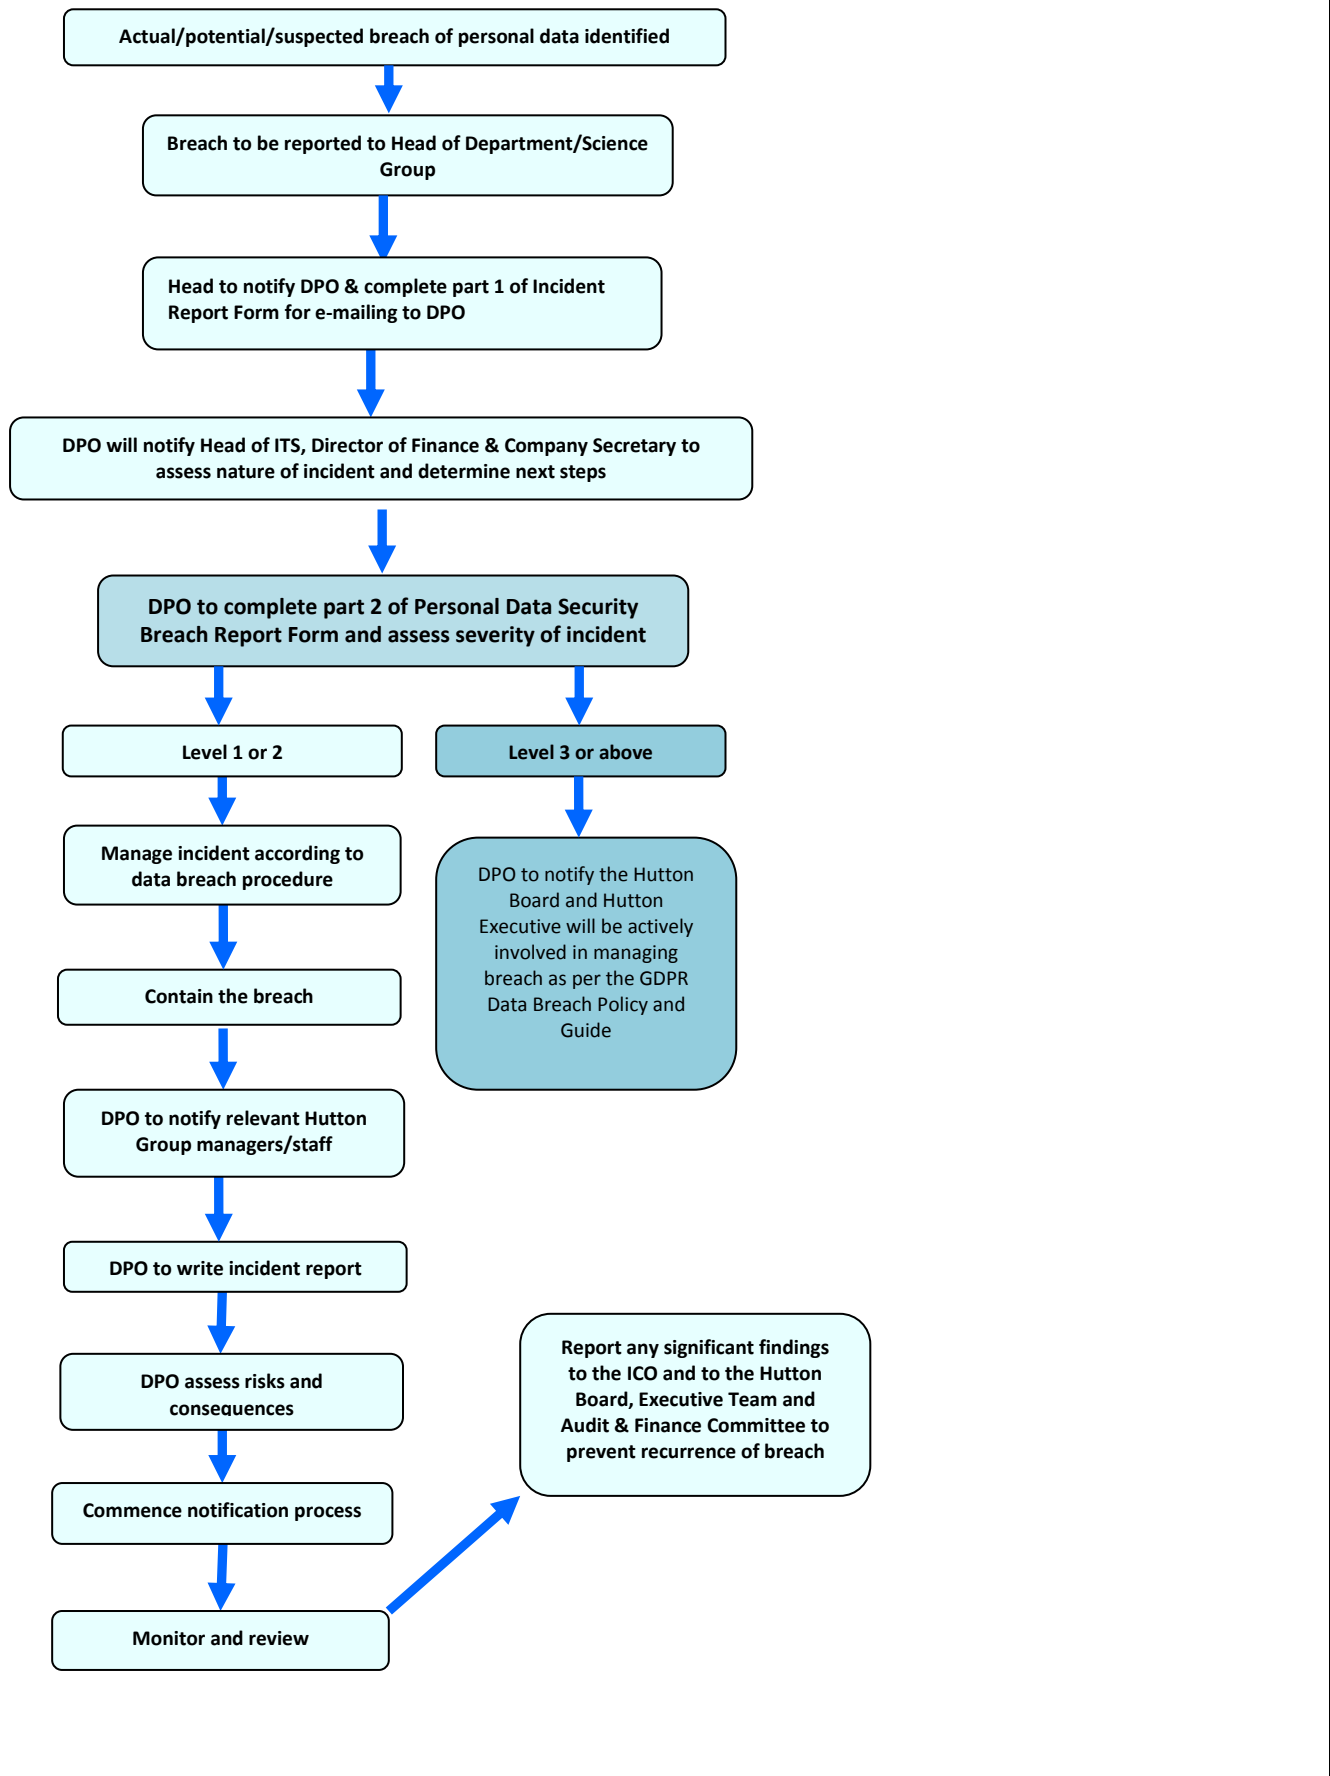 Actual/potential/suspected breach of personal data identified
Breach to be reported to Head of Department/Science
Group
Head to notify DPO & complete part 1 of Incident
Report Form for e-mailing to DPO
DPO will notify Head of ITS, Director of Finance & Company Secretary to
assess nature of incident and determine next steps
DPO to complete part 2 of Personal Data Security
Breach Report Form and assess severity of incident
Level 1 or 2
Level 3 or above
Manage incident according to
data breach procedure
DPO to notify the Hutton
Board and Hutton
Executive will be actively
involved in managing
breach as per the GDPR
Data Breach Policy and
Guide
Contain the breach
DPO to notify relevant Hutton
Group managers/staff
DPO to write incident report
DPO assess risks and
consequences
Commence notification process
Monitor and review
Report any significant findings
to the ICO and to the Hutton
Board, Executive Team and
Audit & Finance Committee to
prevent recurrence of breach